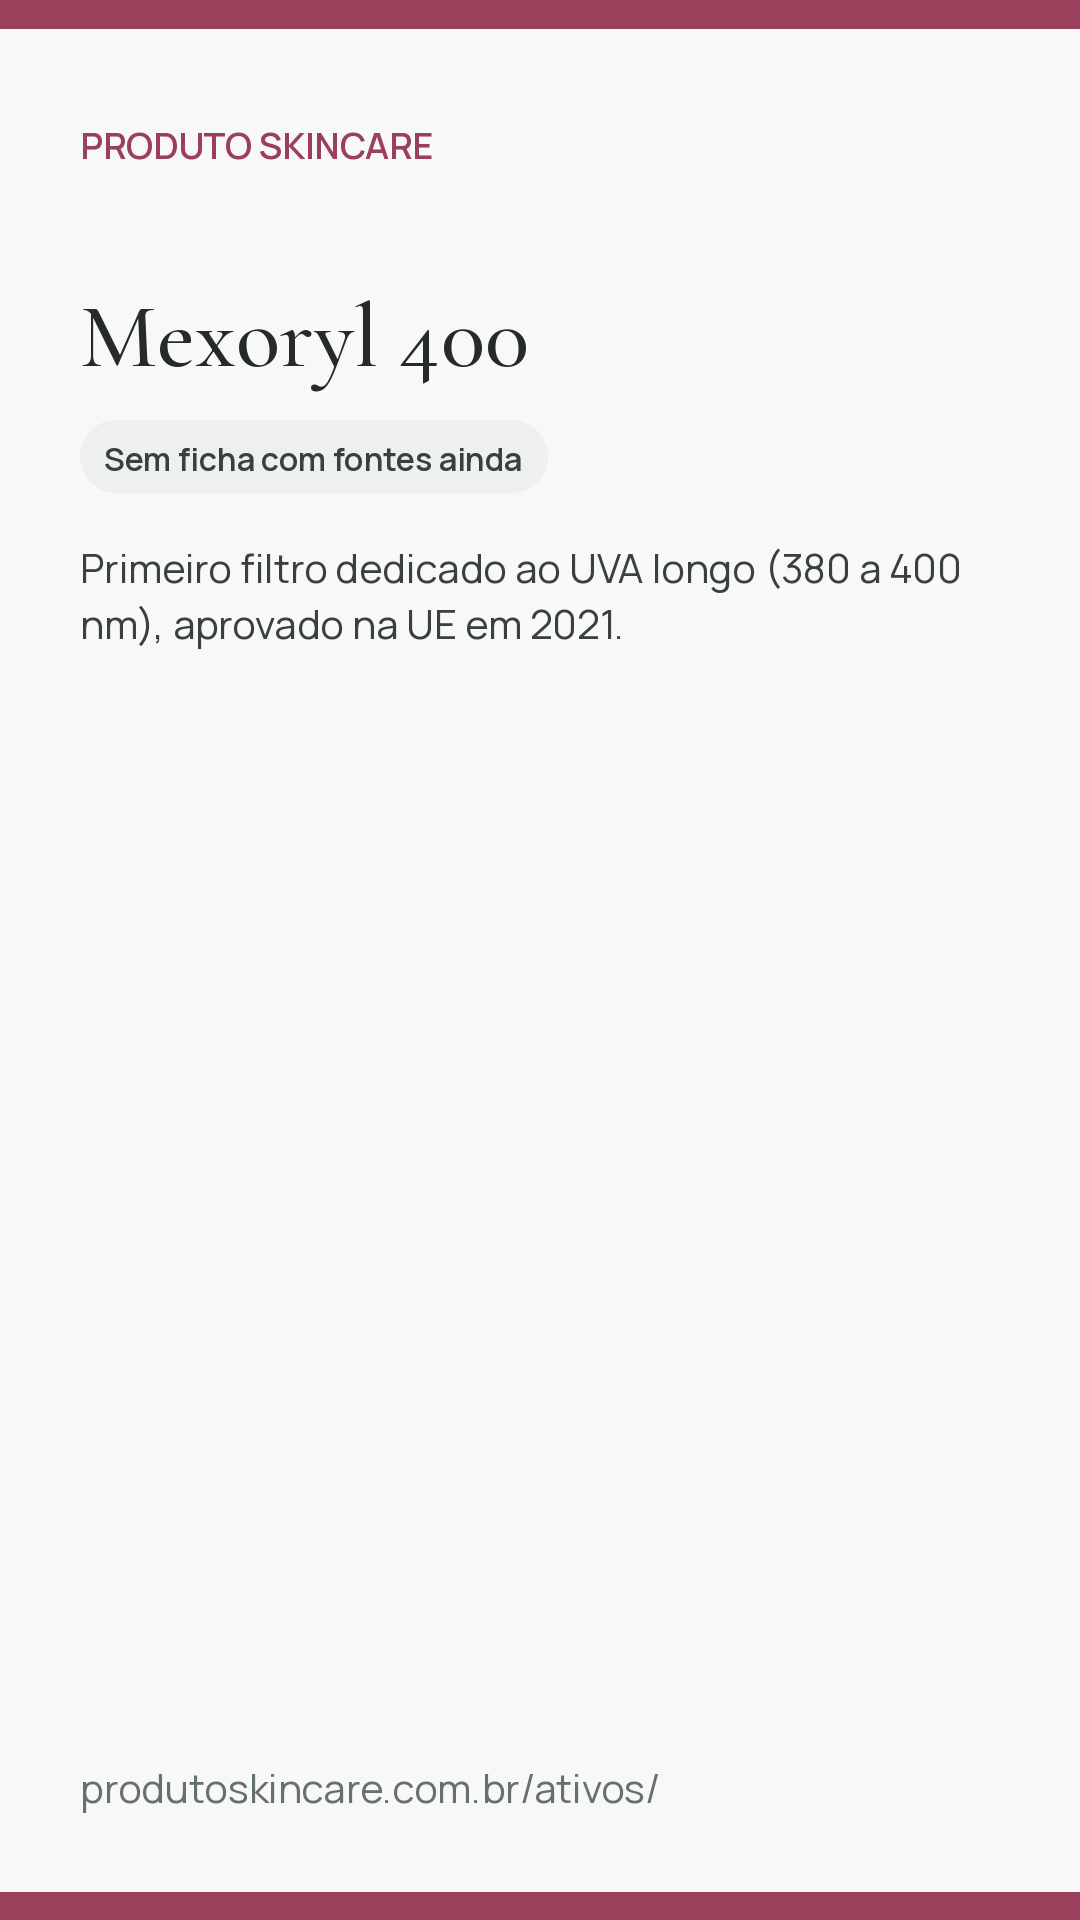 PRODUTO SKINCARE
Mexoryl 400
Sem ficha com fontes ainda
Primeiro filtro dedicado ao UVA longo (380 a 400
nm), aprovado na UE em 2021.
produtoskincare.com.br/ativos/